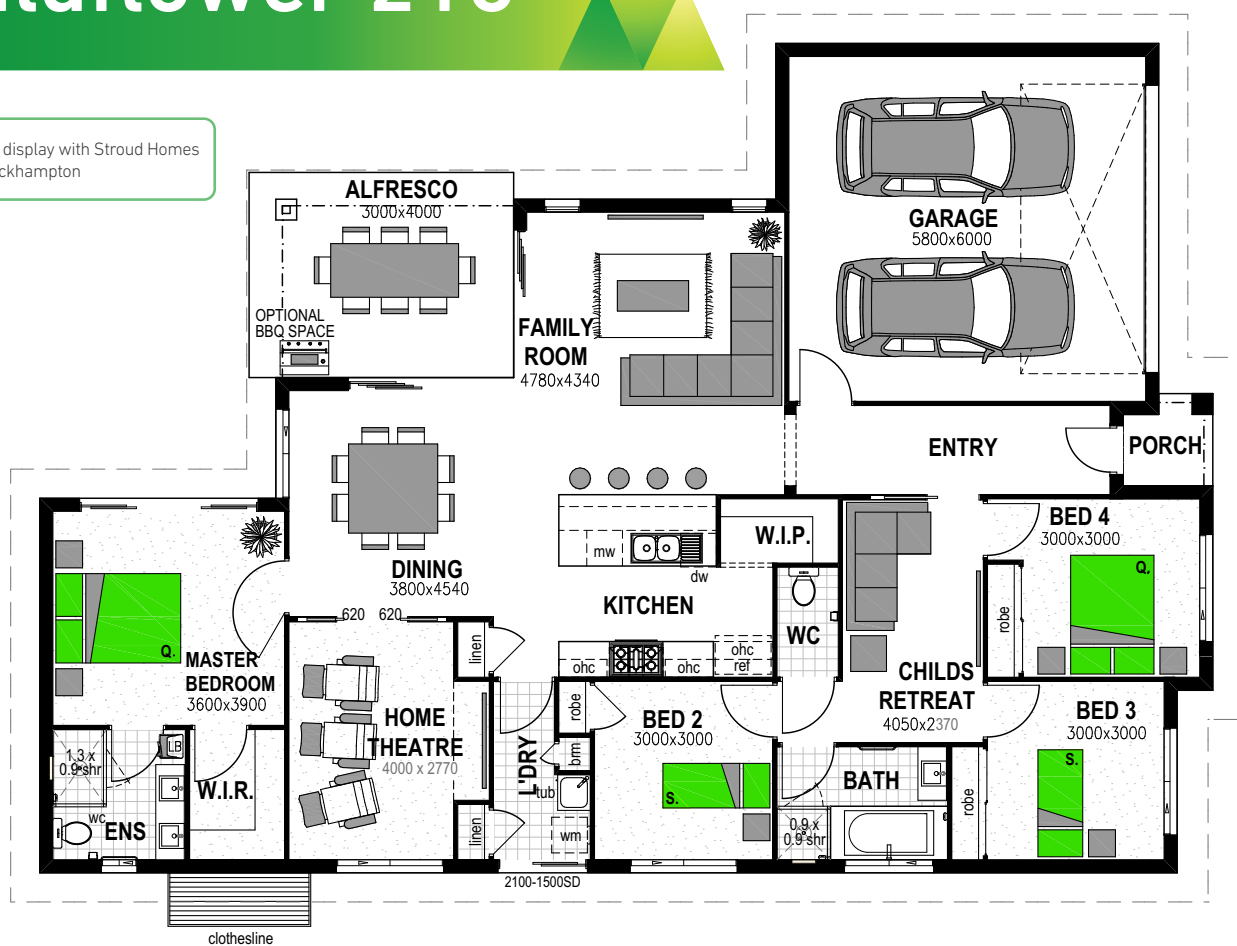 display with Stroud Homes
ALFRESCO
3000x4000
OPTIONAL
BBQ SPACE
GARAGE
5800x6000
FAMILY
ROOM
4780x4340
ENTRY
PORCH
DINING
3800x4540
620 620
mw
dw
W.I.P.
KITCHEN
ohc
ohc
ohc
ref
WC
BED 4
3000x3000
Q.
robe
CHILDS
RETREAT
4050x2370
MASTER
BEDROOM
3600x3900
Q.
linen
HOME
THEATRE
4000 x 2770
L'DRY
robe
brm
tub
wm
linen
BED 2
3000x3000
S.
BED 3
3000x3000
S.
robe
BATH
0.9 x
0.9 shr
1.3 x
0.9 shr
LB
wc
ENS
W.I.R.
2100-1500SD
clothesline